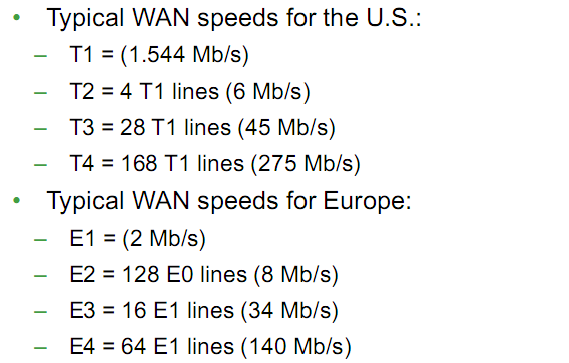 • Typical WAN speeds for the U.S.:
– T1 = (1.544 Mb/s)
– T2 = 4 T1 lines (6 Mb/s)
– T3 = 28 T1 lines (45 Mb/s)
– T4 = 168 T1 lines (275 Mb/s)
• Typical WAN speeds for Europe:
– E1 = (2 Mb/s)
– E2 = 128 E0 lines (8 Mb/s)
– E3 = 16 E1 lines (34 Mb/s)
– E4 = 64 E1 lines (140 Mb/s)